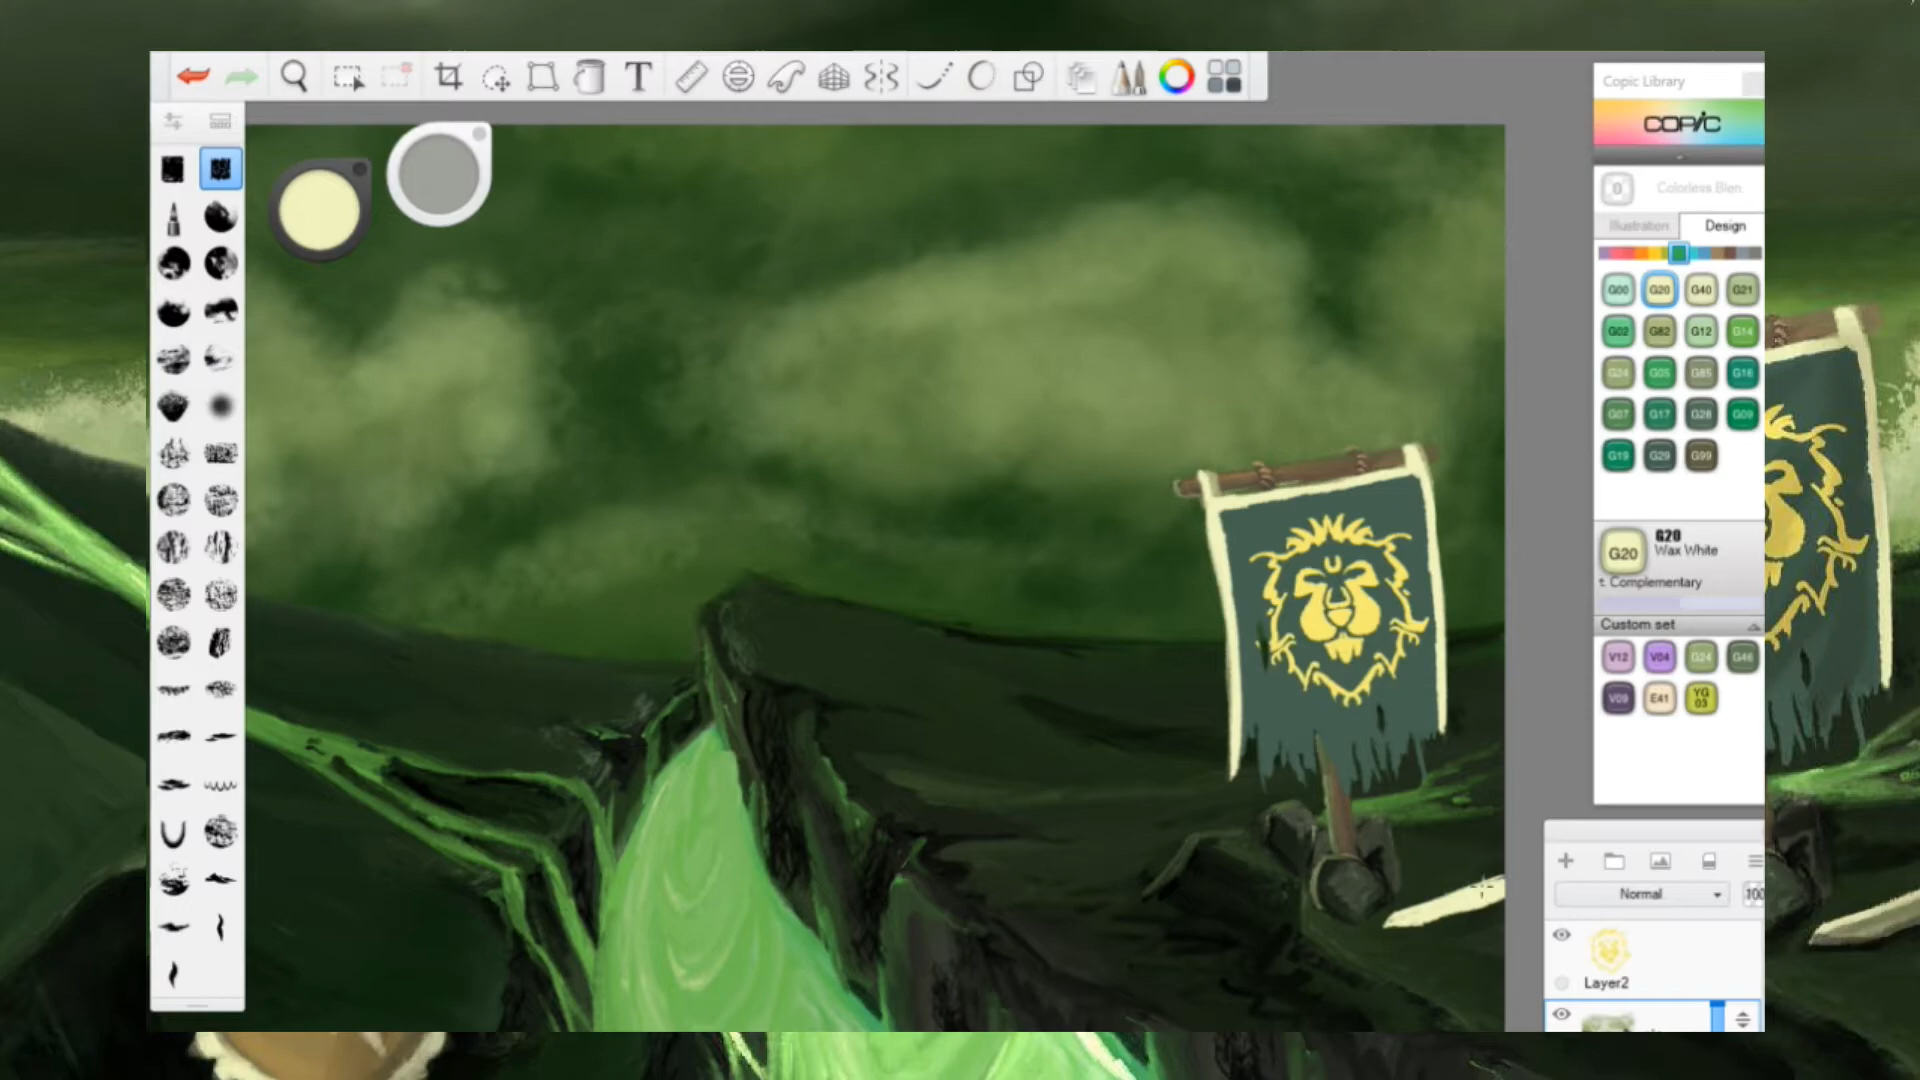 T
Copic Library
COPIC
0 Colorless Blen.
Illustration Design
G00 G20 G40 G21
G02 G82 G12 G14
G24 G05 G85 G16
G07 G17 G28 G09
G19 G29 G99
G20 G20
Wax White
t. Complementary
Custom set
V12 V04 G24 G46
V09 E41 YG
03
Normal 100
Layer2